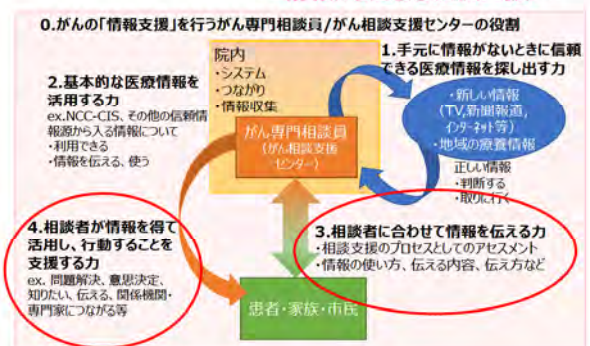 0.がんの「情報支援」を行うがん専門相談員/がん相談支援センターの役割
院内
・システム
・つながり
・情報収集
1.手元に情報がないときに信頼
できる医療情報を探し出す力
2.基本的な医療情報を
活用する力
ex.NCC-CIS、その他の信頼情
報源から入る情報について
・利用できる
・情報を伝える、使う
・新しい情報
(TV,新聞報道,
インターネット等)
・地域の療養情報
がん専門相談員
(がん相談支援
センター)
正しい情報
・判断する
・取りに行く
4.相談者が情報を得て
活用し、行動することを
支援する力
ex. 問題解決、意思決定、
知りたい、伝える、関係機関・
専門家につながる等
3.相談者に合わせて情報を伝える力
・相談支援のプロセスとしてのアセスメント
・情報の使い方、伝える内容、伝え方など
患者・家族・市民